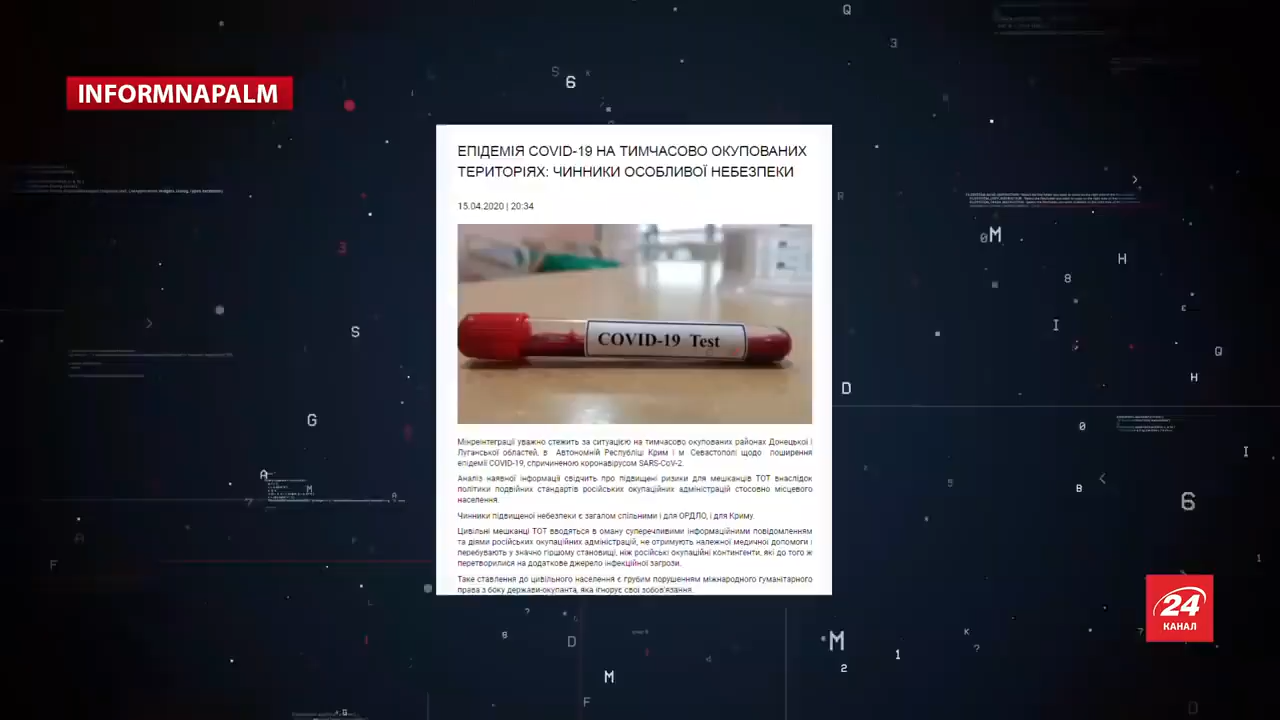 INFORMNAPALM
ЕПІДЕМІЯ COVID-19 НА ТИМЧАСОВО ОКУПОВАНИХ
ТЕРИТОРІЯХ: ЧИННИКИ ОСОБЛИВОЇ НЕБЕЗПЕКИ
15.04.2020 | 20:34
COVID-19 Test
Мінреінтеграції уважно стежить за ситуацією на тимчасово окупованих районах Донецької і
Луганської областей, в Автономній Республіці Крим і м Севастополі щодо поширення
епідемії COVID-19, спричиненою коронавірусом SARS-CoV-2.
Аналіз наявної інформації свідчить про підвищені ризики для мешканців ТОТ внаслідок
політики подвійних стандартів російських окупаційних адміністрацій стосовно місцевого
населення.
Чинники підвищеної небезпеки є загалом спільними і для ОРДЛО, і для Криму.
Цивільні мешканці ТОТ вводяться в оману суперечливими інформаційними повідомленням
та діями російських окупаційних адміністрацій, не отримують належної медичної допомоги і
перебувають у значно гіршому становищі, ніж російські окупаційні контингенти, які до того ж
перетворилися на додаткове джерело інфекційної загрози.
Таке ставлення до цивільного населення є грубим порушенням міжнародного гуманітарного
права з боку держави-окупанта, яка ігнорує свої зобов'язання.
24
КАНАЛ